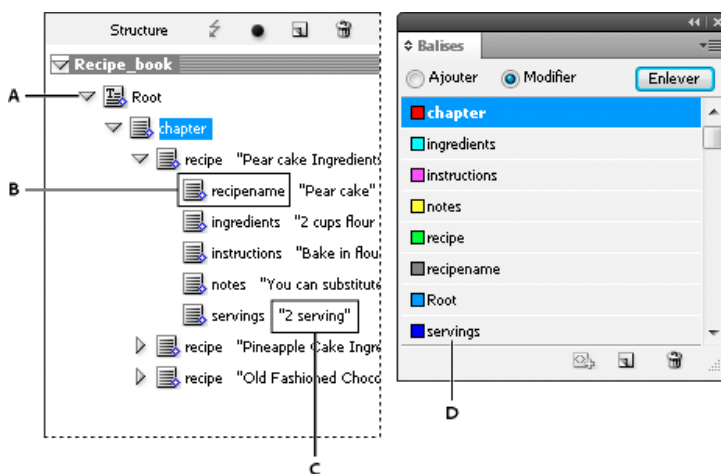 Structure
Recipe_book
A
Root
chapter
recipe "Pear cake Ingredients
B
recipename "Pear cake"
ingredients "2 cups flour
instructions "Bake in flou
notes "You can substitute
servings "2 serving"
recipe "Pineapple Cake Ingre
recipe "Old Fashioned Choco
C
Balises
Ajouter
Modifier
Enlever
chapter
ingredients
instructions
notes
recipe
recipename
Root
servings
D